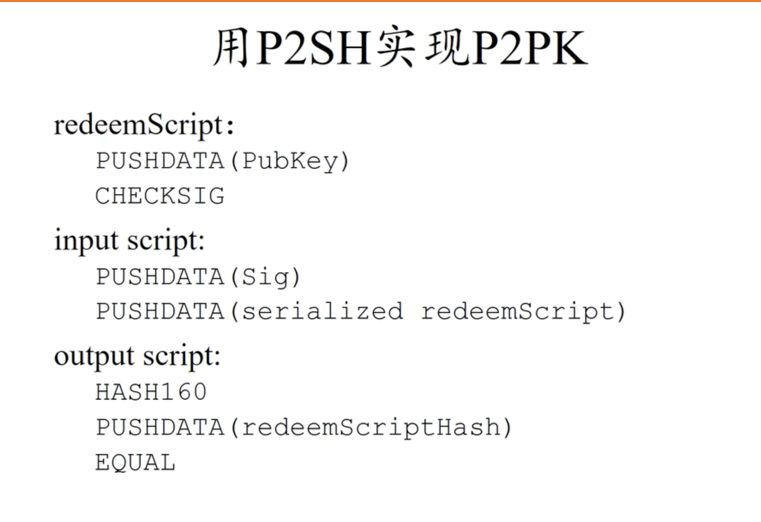 用P2SH实现P2PK
redeemScript:
PUSHDATA(PubKey)
CHECKSIG
input script:
PUSHDATA(Sig)
PUSHDATA(serialized redeemScript)
output script:
HASH160
PUSHDATA(redeemScriptHash)
EQUAL